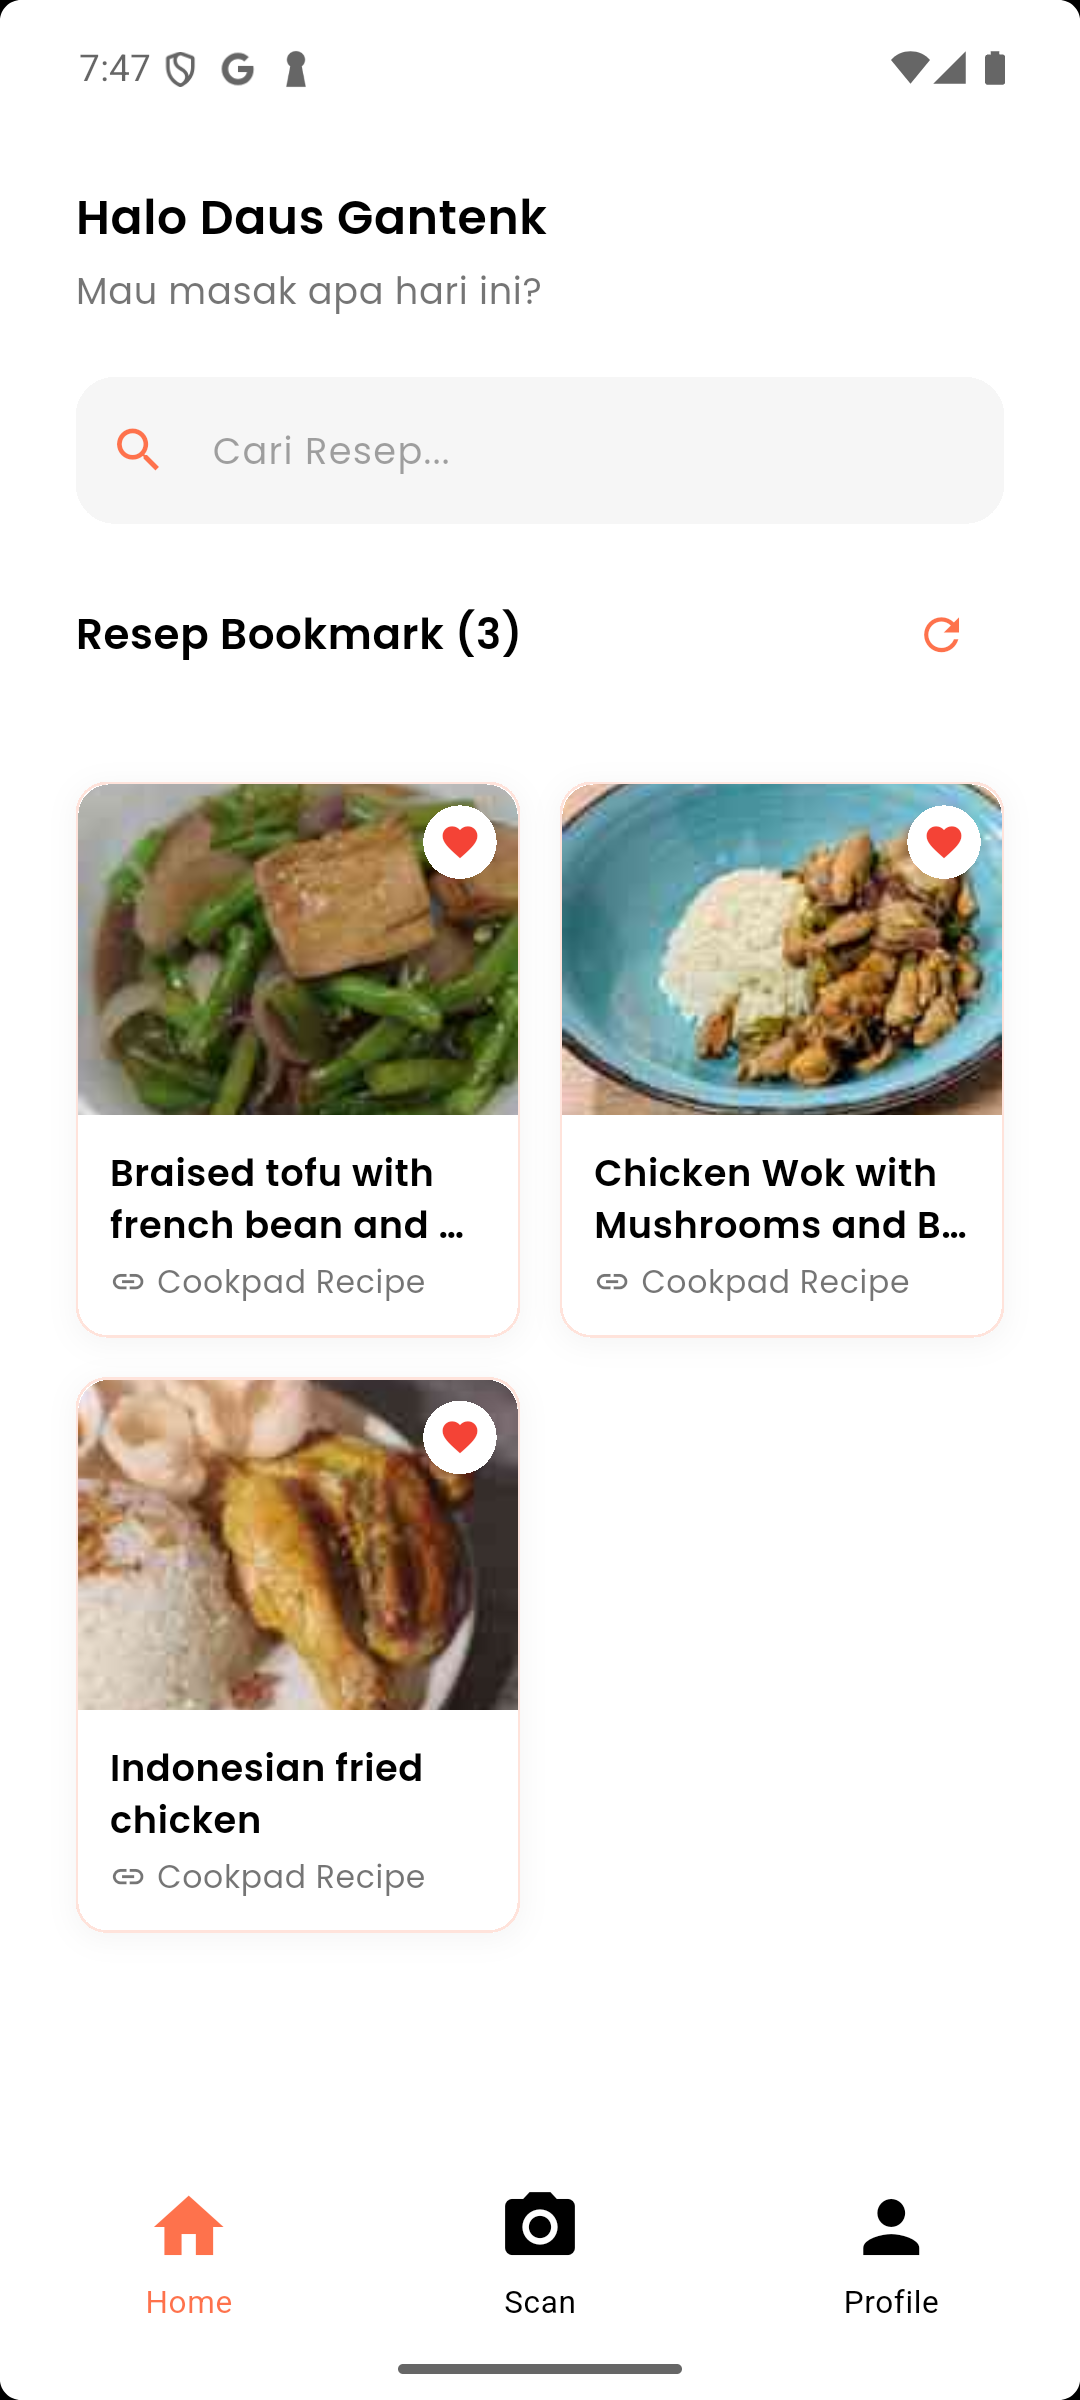 7:47
Halo Daus Gantenk
Mau masak apa hari ini?
Cari Resep...
Resep Bookmark (3)
Braised tofu with
french bean and ...
Cookpad Recipe
Chicken Wok with
Mushrooms and B...
Cookpad Recipe
Indonesian fried
chicken
Cookpad Recipe
Home
Scan
Profile